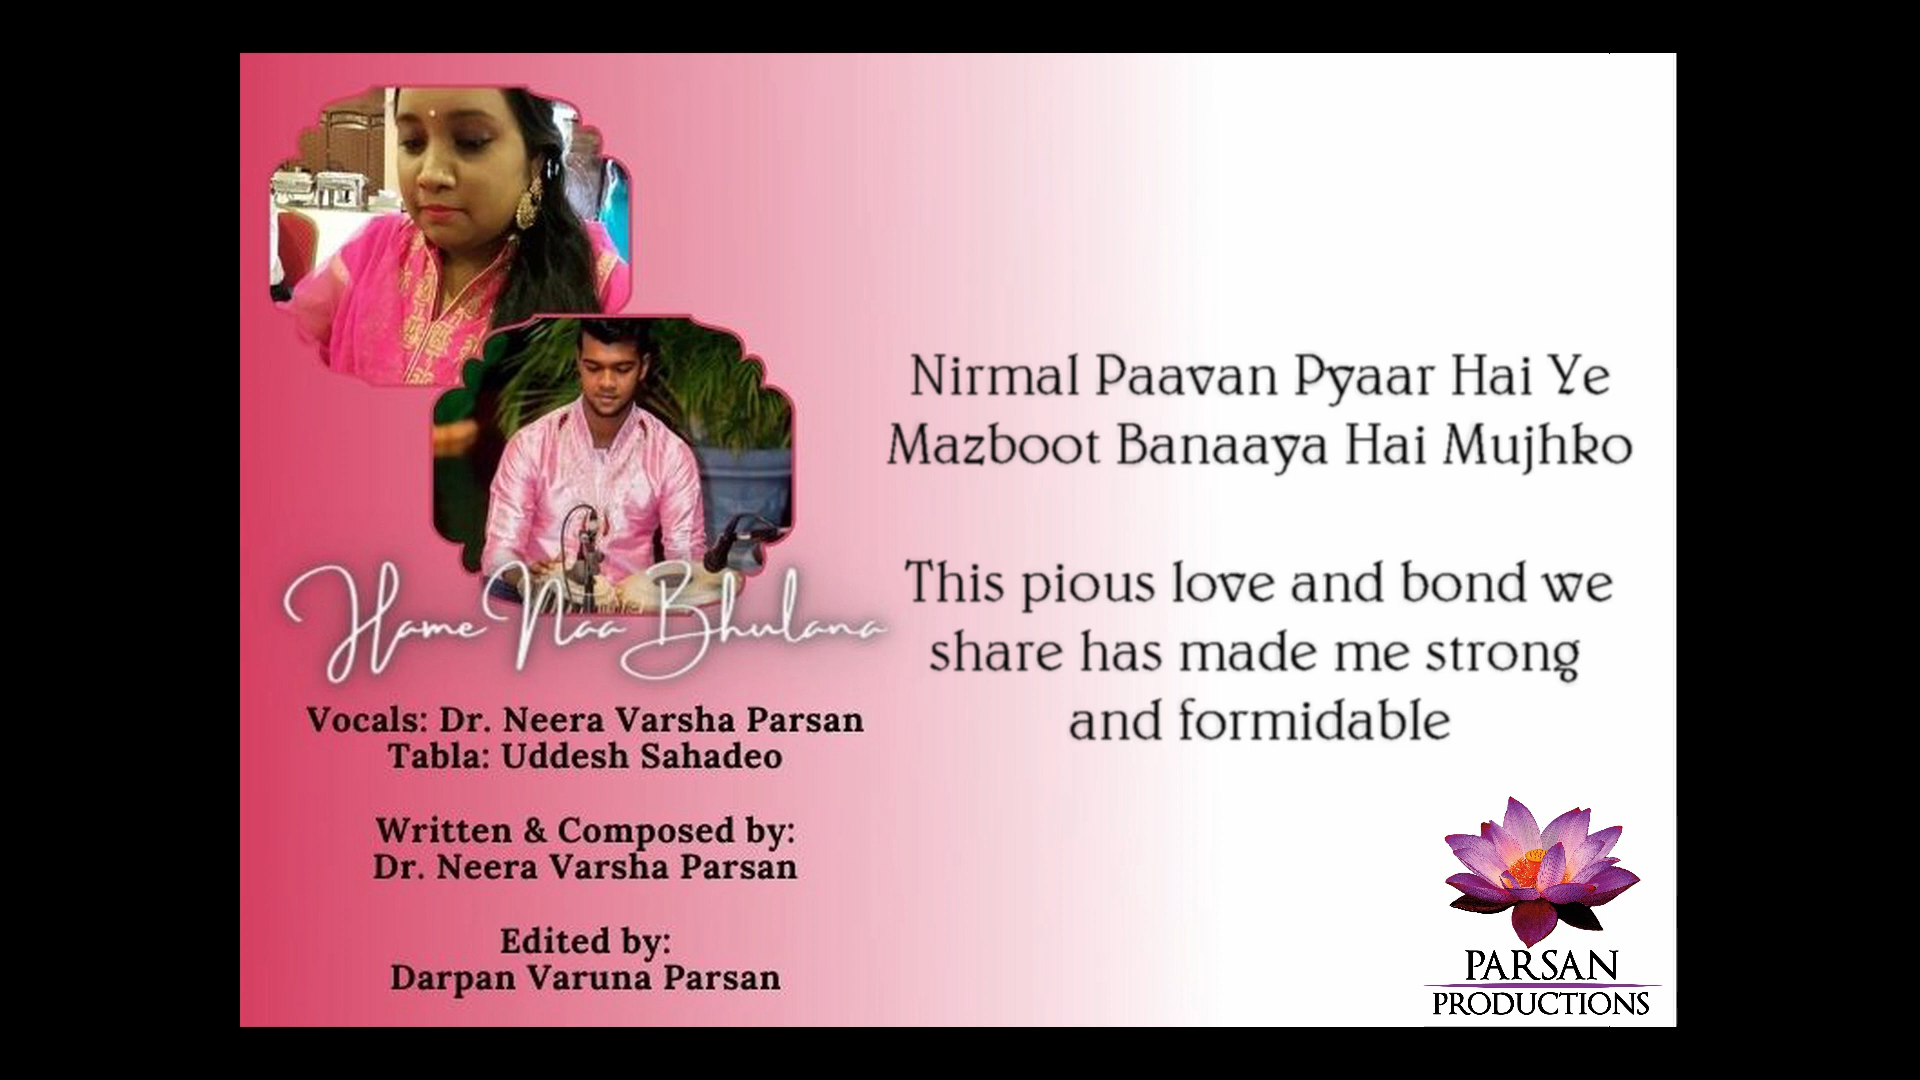 Hame Naa Bhulana
Vocals: Dr. Neera Varsha Parsan
Tabla: Uddesh Sahadeo
Written & Composed by:
Dr. Neera Varsha Parsan
Edited by:
Darpan Varuna Parsan
Nirmal Paavan Pyaar Hai Ye
Mazboot Banaaya Hai Mujhko
This pious love and bond we
share has made me strong
and formidable
PARSAN
PRODUCTIONS